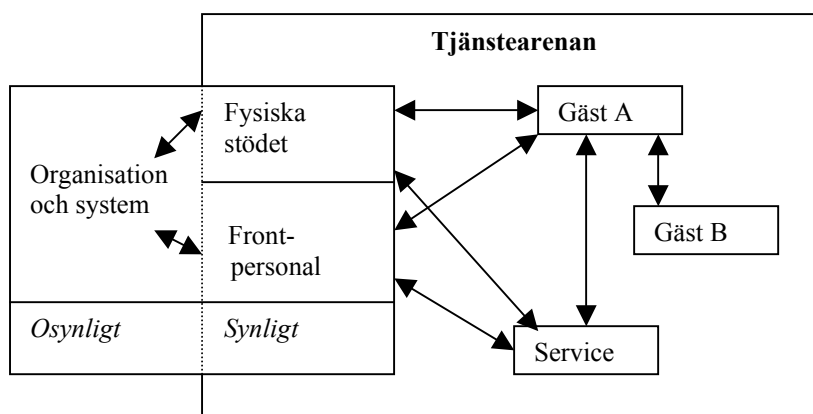 Tjänstearenan
Organisation
och system
Fysiska
stödet
Front-
personal
Osynligt
Synligt
Gäst A
Gäst B
Service